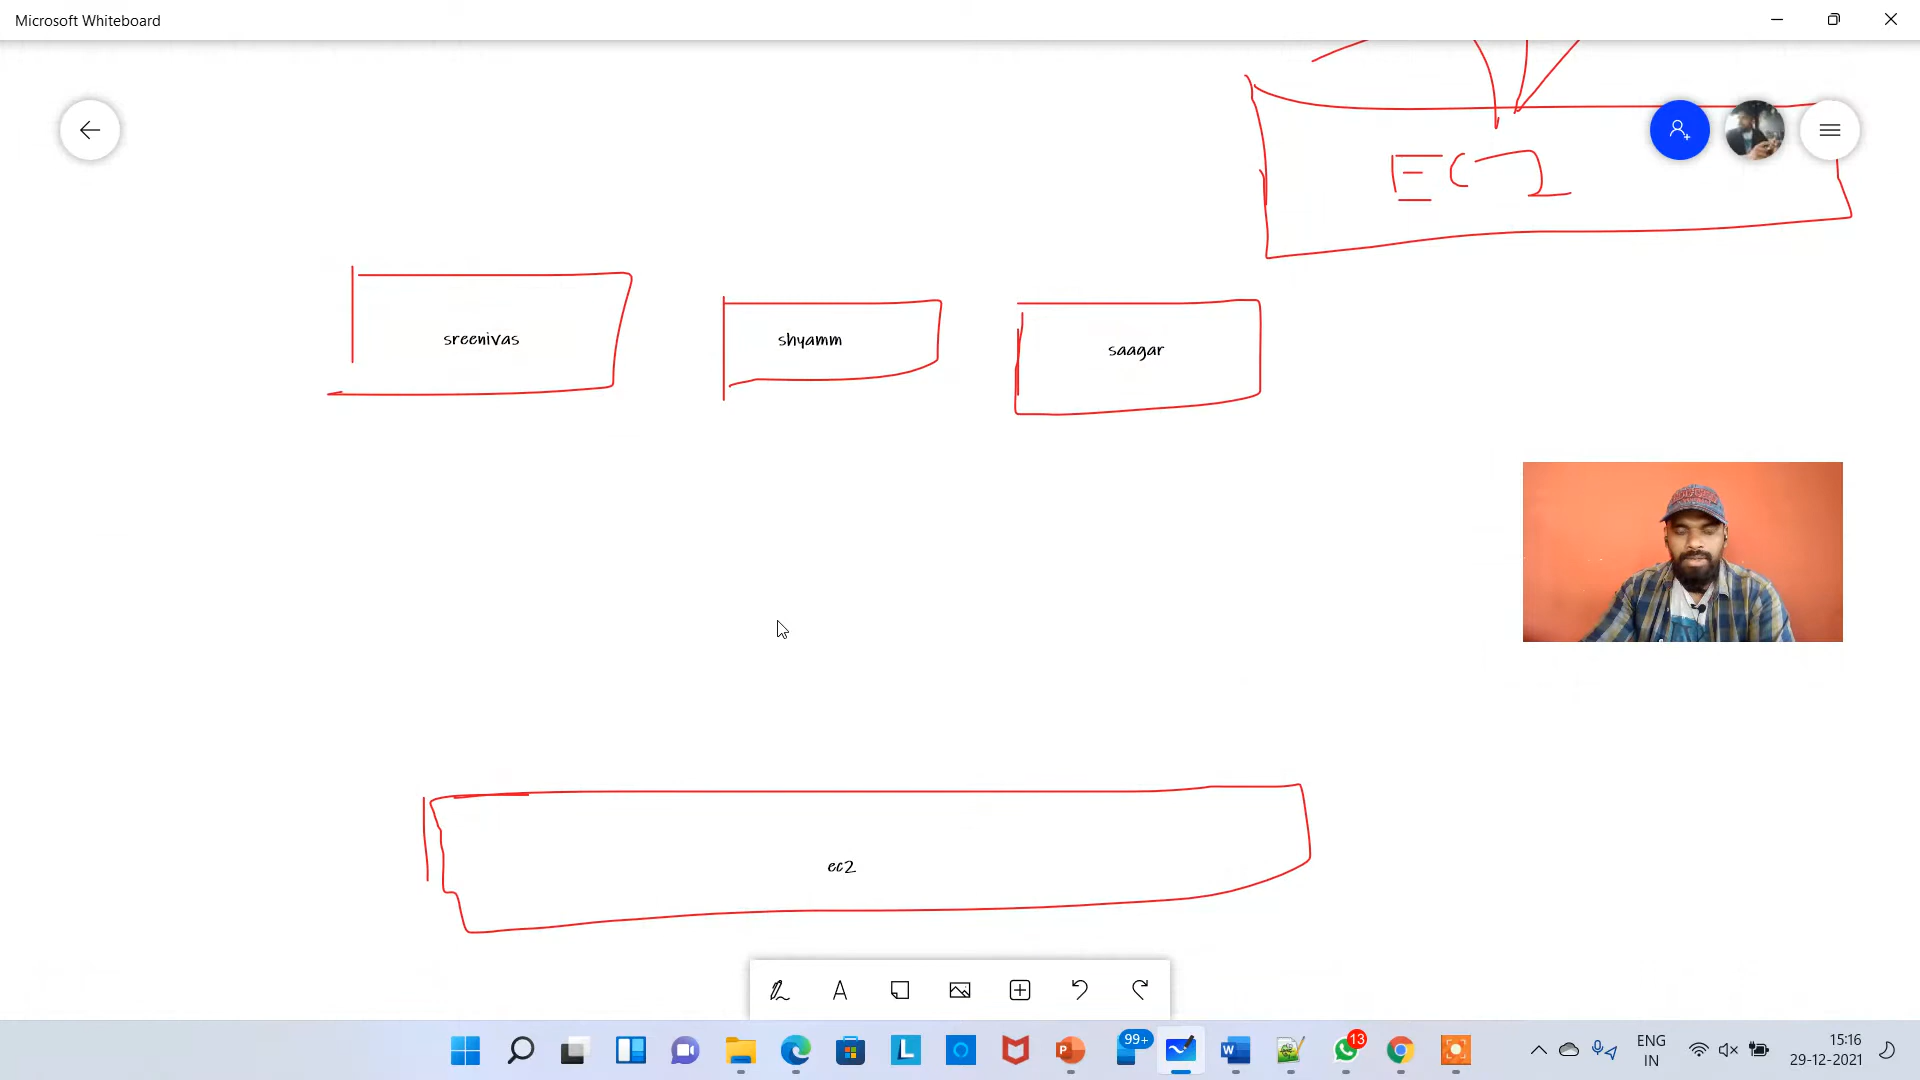 Microsoft Whiteboard
EC2
sreenivas
shyamm
saagar
ec2
99+
13
ENG
IN
15:16
29-12-2021